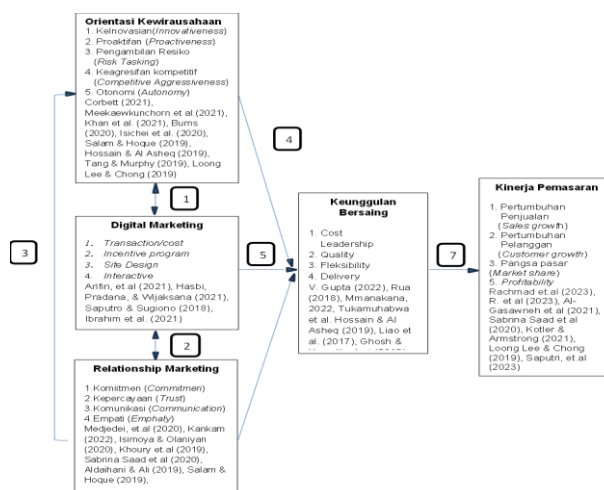 Orientasi Kewirausahaan
1. KeInovasian(Innovativeness)
2. Proaktifan (Proactiveness)
3. Pengambilan Resiko
(Risk Tasking)
4. Keagresifan kompetitif
(Competitive Aggressiveness)
5. Otonomi (Autonomy)
Corbett (2021),
Meekaewkunchorn et al.(2021),
Khan et al. (2021), Burns
(2020), Isichei et al. (2020),
Salam & Hoque (2019),
Hossain & Al Asheq (2019),
Tang & Murphy (2019), Loong
Lee & Chong (2019)
4
1
3
Digital Marketing
1. Transaction/cost
2. Incentive program
3. Site Design
4. Interactive
Arifin, et.al (2021), Hasbi,
Pradana, & Wijaksana (2021),
Saputro & Sugiono (2018),
Ibrahim et al. (2021)
5
2
Relationship Marketing
1.Komiitmen (Commitmen)
2.Kepercayaan (Trust)
3.Komunikasi (Communication)
4.Empati (Emphaty)
Medjedei, et.al (2020), Kankam
(2022), Isimoya & Olaniyan
(2020), Khoury et.al (2019),
Sabrina Saad et.al (2020),
Aldaihani & Ali (2019), Salam &
Hoque (2019),
Keunggulan
Bersaing
1. Cost
Leadership
2. Quality
3. Fleksibility
4. Delivery
V. Gupta (2022), Rua
(2018), Mmanakana,
2022, Tukamuhabwa et
al. Hossain & Al Asheq
(2019), Liao et
al. (2017), Ghosh &
7
Kinerja Pemasaran
1. Pertumbuhan
Penjualan
(Sales growth)
2. Pertumbuhan
Pelanggan
(Customer growth)
3. Pangsa pasar
(Market share)
5. Profitability
Rachmad et.al (2023),
R. et al (2023), Al-
Gasawneh et al (2021),
Sabrina Saad et al
(2020), Kotler &
Armstrong (2021),
Loong Lee & Chong
(2019), Saputri, et.al
(2023)